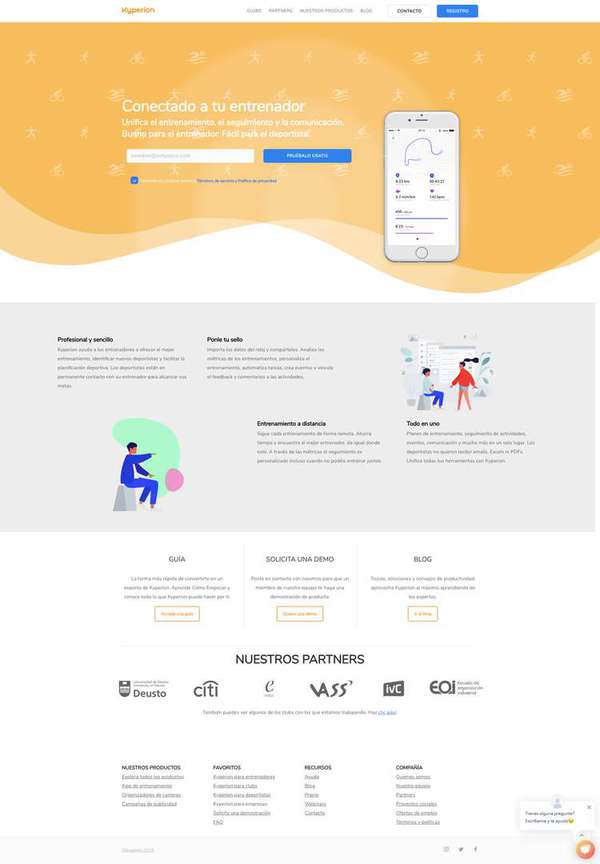 Kyperion
CLUBS PARTNERS NUESTROS PRODUCTOS BLOG CONTACTO REGISTRO
Conectado a tu entrenador
Unifica el entrenamiento, el seguimiento y la comunicación.
Bueno para el entrenador. Fácil para el deportista.
nombre@empresa.com PRUÉBALO GRATIS
Términos de servicio y Política de privacidad
Profesional y sencillo
Kyperion ayuda a los entrenadores a ofrecer el mejor
entrenamiento, identificar nuevos deportistas y facilitar la
planificación deportiva. Los deportistas están en
permanente contacto con su entrenador para alcanzar sus
metas.
Ponle tu sello
Importa los datos del reloj y compártelos. Analiza las
métricas de los entrenamientos, personaliza el
entrenamiento, automatiza tareas, crea eventos y vincula
el feedback y comentarios a las actividades.
Entrenamiento a distancia
Sigue cada entrenamiento de forma remota. Ahorra
tiempo y encuentra al mejor entrenador, da igual donde
esté. A través de las métricas el seguimiento es
personalizado incluso cuando no podéis entrenar juntos.
Todo en uno
Planes de entrenamiento, seguimiento de actividades,
eventos, comunicación y mucho más en un solo lugar. Los
deportistas no quieren recibir emails, Excels ni PDFs.
Unifica todas tus herramientas con Kyperion.
GUÍA
La forma más rápida de convertirte en un
experto de Kyperion. Aprende Cómo Empezar y
conoce todo lo que Kyperion puede hacer por ti.
Accede a la guía
SOLICITA UNA DEMO
Ponte en contacto con nosotros para que un
miembro de nuestro equipo te haga una
demostración de producto.
Quiero una demo
BLOG
Trucos, soluciones y consejos de productividad
aprovecha Kyperion al máximo aprendiendo de
los expertos.
Ir al blog
NUESTROS PARTNERS
Deusto
citi
VASS
ivC
EOi
escuela de
organización
industrial
También puedes ver algunos de los clubs con los que estamos trabajando. Haz clic aquí
NUESTROS PRODUCTOS
Explora todos los productos
App de entrenamiento
Organizadores de carreras
Campañas de publicidad
FAVORITOS
Kyperion para entrenadores
Kyperion para clubs
Kyperion para deportistas
Kyperion para empresas
Solicita una demostración
FAQ
RECURSOS
Ayuda
Blog
Precio
Webinars
Contacto
COMPAÑÍA
Quiénes somos
Nuestro equipo
Partners
Proyectos sociales
Ofertas de empleo
Términos y políticas
Tienes alguna pregunta?
Escríbeme y te ayudo